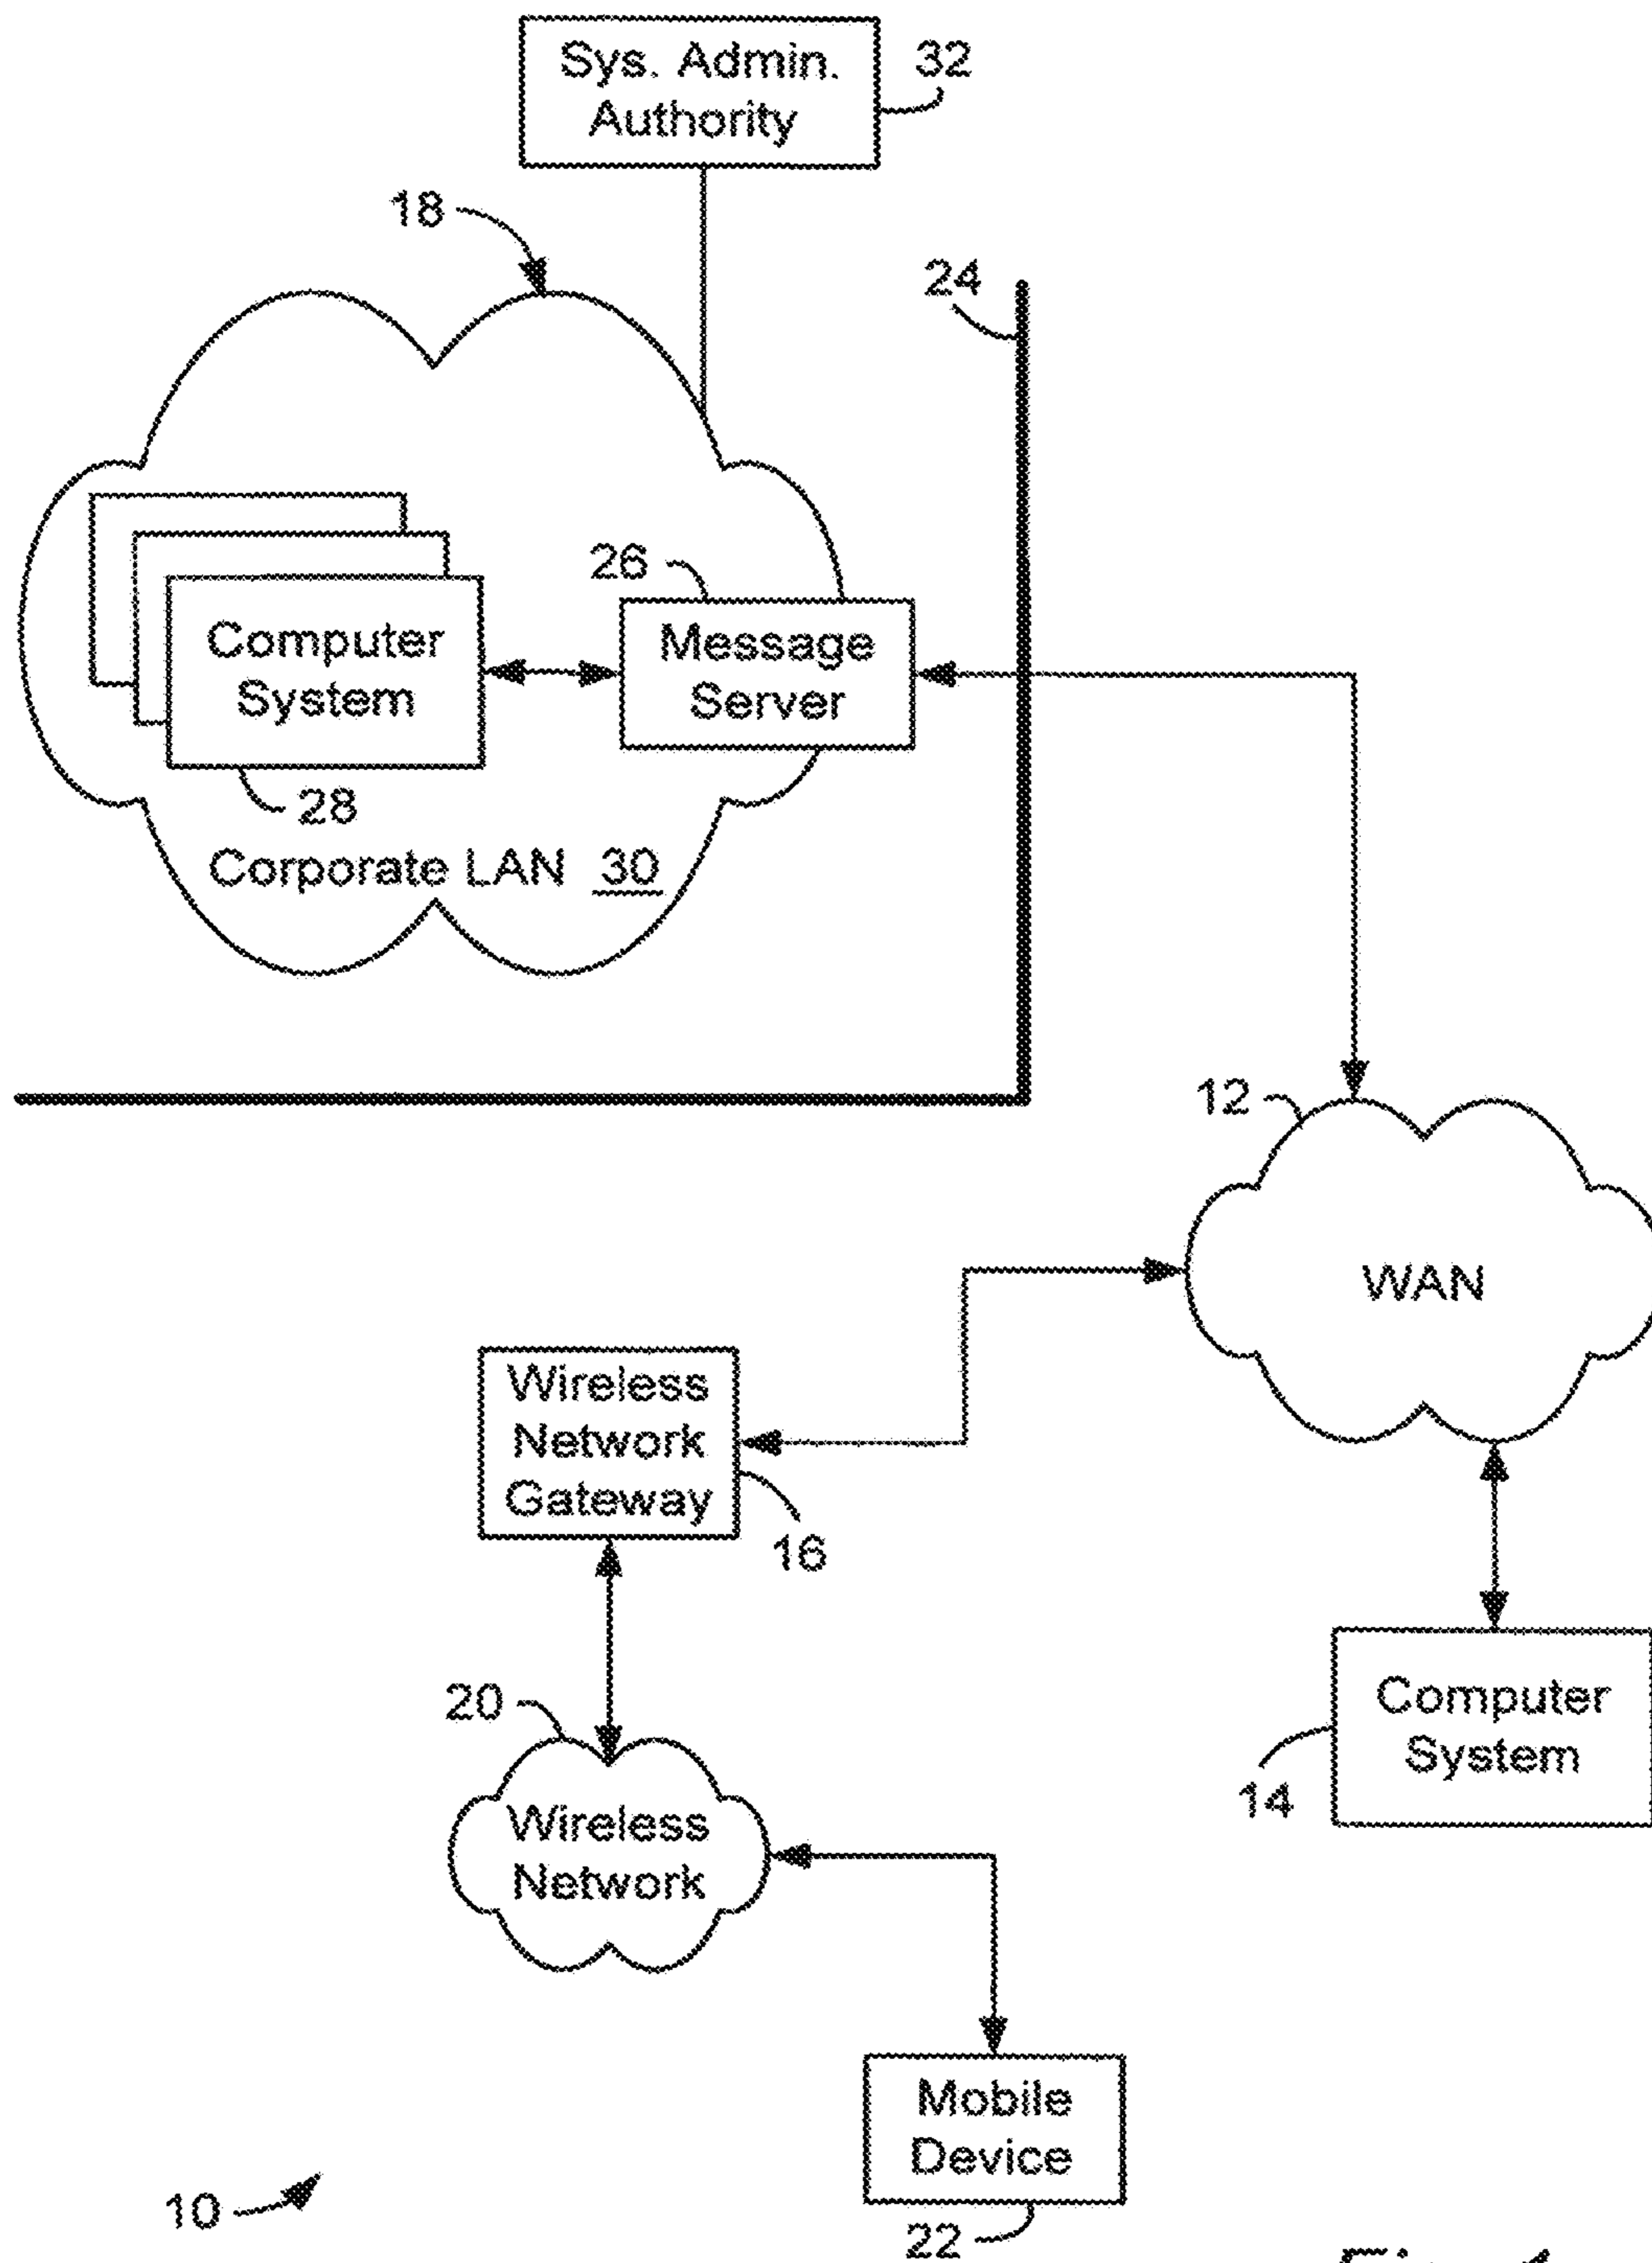 Sys. Admin.
Authority
32
18
24
26
Computer
System
Message
Server
28
Corporate LAN 30
12
WAN
Wireless
Network
Gateway
16
20
Wireless
Network
Computer
System
14
Mobile
Device
10
22